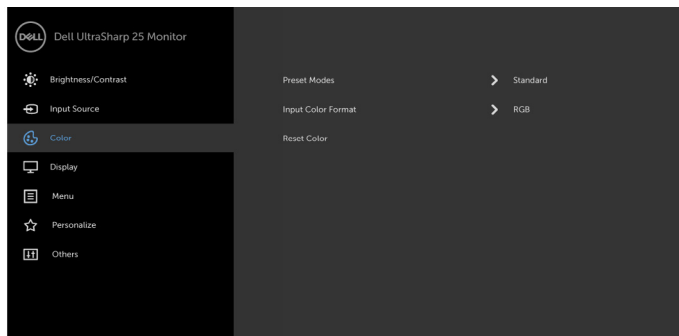 DELL Dell UltraSharp 25 Monitor
Brightness/Contrast
Preset Modes Standard
Input Source
Input Color Format RGB
Color
Reset Color
Display
Menu
Personalize
Others